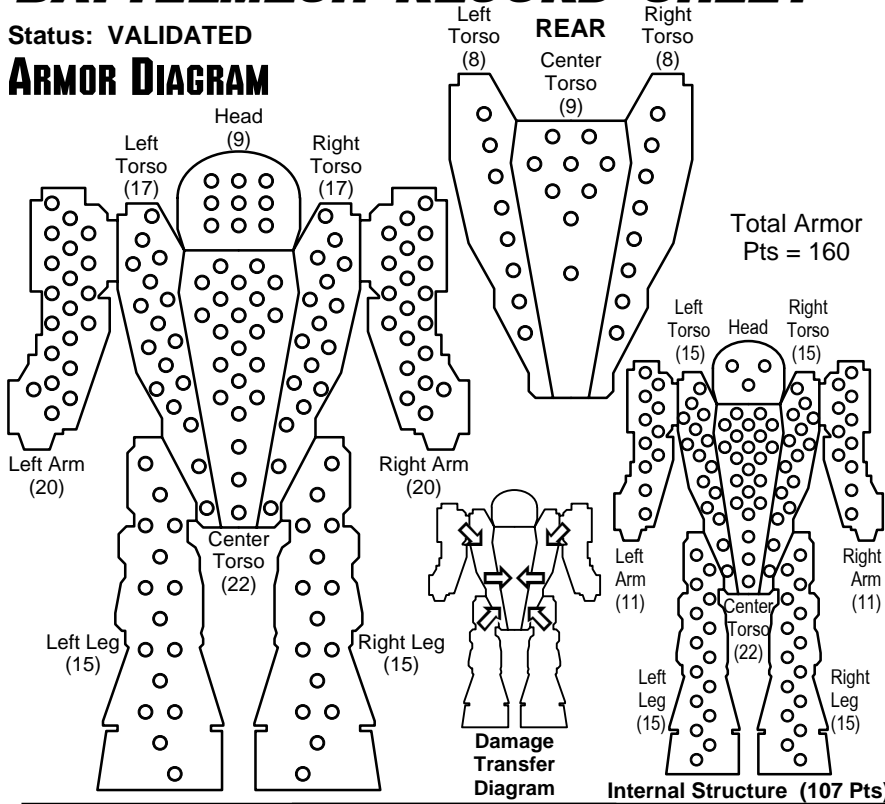 BATTLEMECH RECORD SHEET
Status: VALIDATED
ARMOR DIAGRAM
REAR
Left
Torso
(8)
Center
Torso
(9)
Right
Torso
(8)
Head
(9)
Left
Torso
(17)
Right
Torso
(17)
Total Armor
Pts = 160
Left Arm
(20)
Right Arm
(20)
Center
Torso
(22)
Left Leg
(15)
Right Leg
(15)
Damage
Transfer
Diagram
Left
Torso
(15)
Head
Right
Torso
(15)
Left
Arm
(11)
Right
Arm
(11)
Center
Torso
(22)
Left
Leg
(15)
Right
Leg
(15)
Internal Structure (107 Pts)